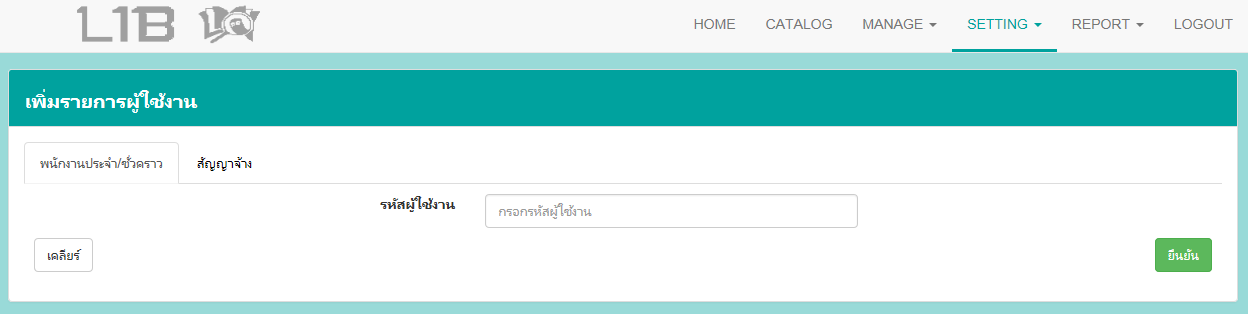 L1B
HOME CATALOG MANAGE SETTING REPORT LOGOUT
เพิ่มรายการผู้ใช้งาน
พนักงานประจำ/ชั่วคราว สัญญาจ้าง
รหัสผู้ใช้งาน กรอกรหัสผู้ใช้งาน
เคลียร์ ยืนยัน